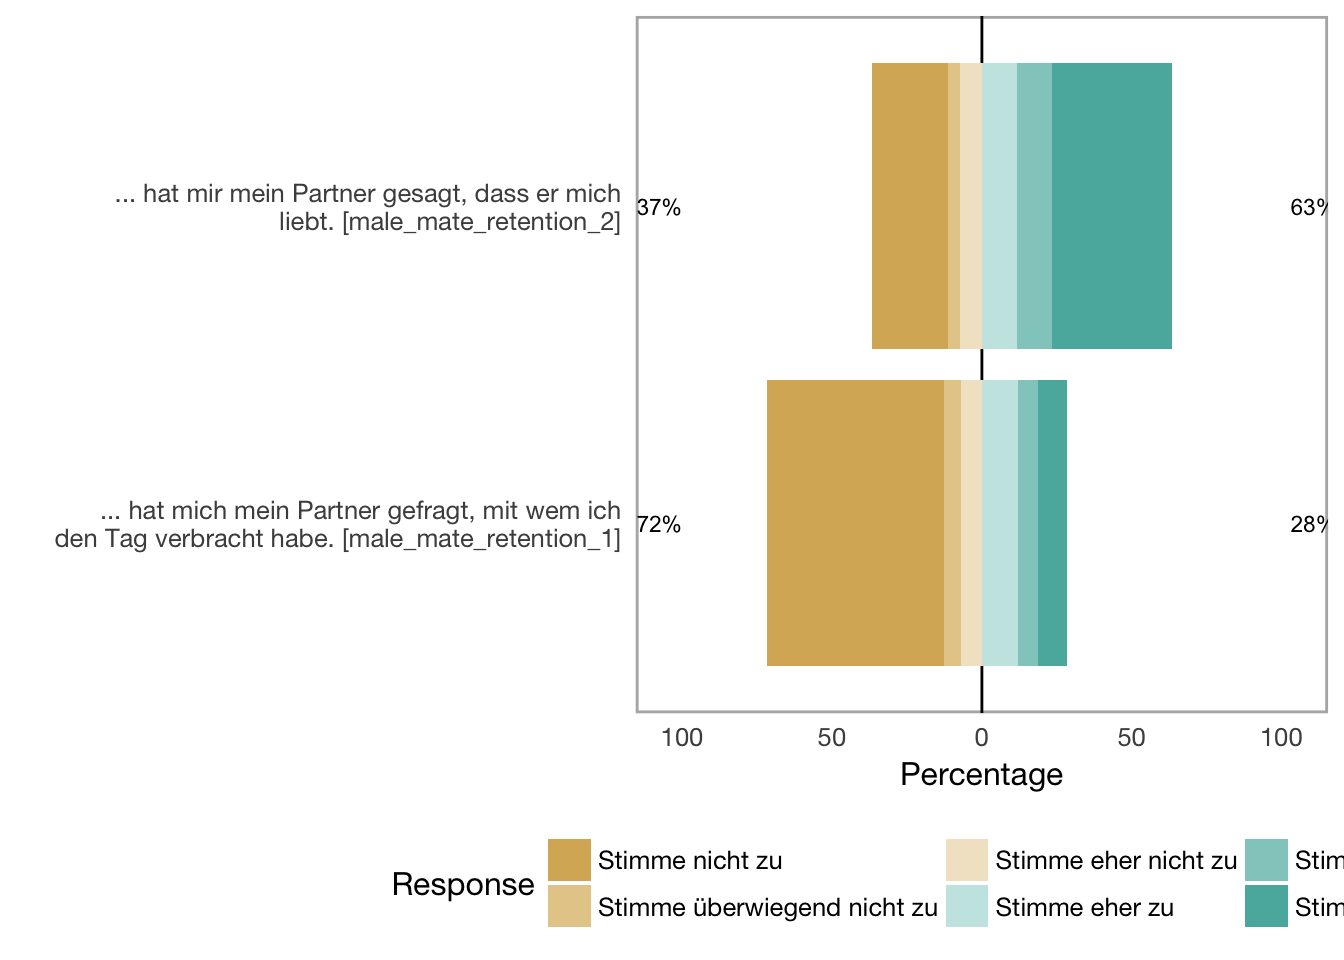 ... hat mir mein Partner gesagt, dass er mich
liebt. [male_mate_retention_2]
37%
63%
... hat mich mein Partner gefragt, mit wem ich
den Tag verbracht habe. [male_mate_retention_1]
72%
28%
100 50 0 50 100
Percentage
Response
Stimme nicht zu
Stimme eher nicht zu
Stimme überwiegend nicht zu
Stimme eher zu